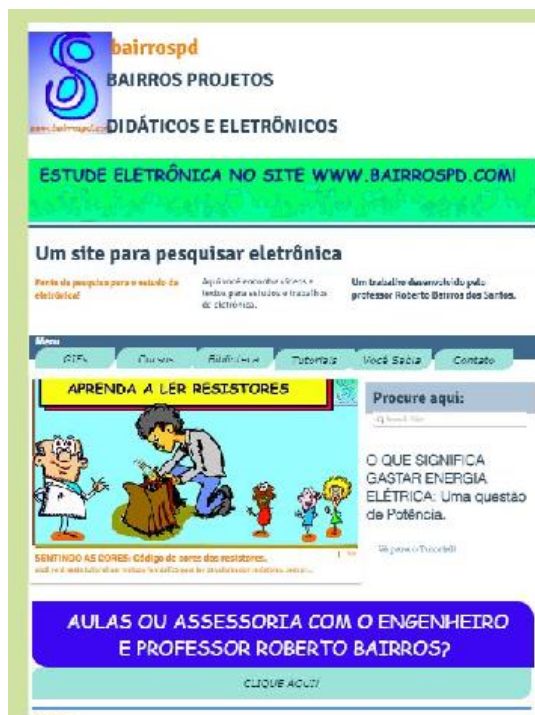 bairrospd
BAIRROS PROJETOS
DIDÁTICOS E ELETRÔNICOS
ESTUDE ELETRÔNICA NO SITE WWW.BAIRROSPD.COM!
Um site para pesquisar eletrônica
Fonte de pesquisa para o estudo da
eletrônica!
Aqui você encontra vídeos e
textos para estudos e trabalhos
de eletrônica.
Um trabalho desenvolvido pelo
professor Roberto Bairros dos Santos.
Menu
GIFs Cursos Biblioteca Tutoriais Você Sabia Contato
APRENDA A LER RESISTORES
Procure aqui:
O QUE SIGNIFICA
GASTAR ENERGIA
ELÉTRICA: Uma questão
de Potência.
SENTINDO AS CORES: Código de cores dos resistores.
AULAS OU ASSESSORIA COM O ENGENHEIRO
E PROFESSOR ROBERTO BAIRROS?
CLIQUE AQUI!